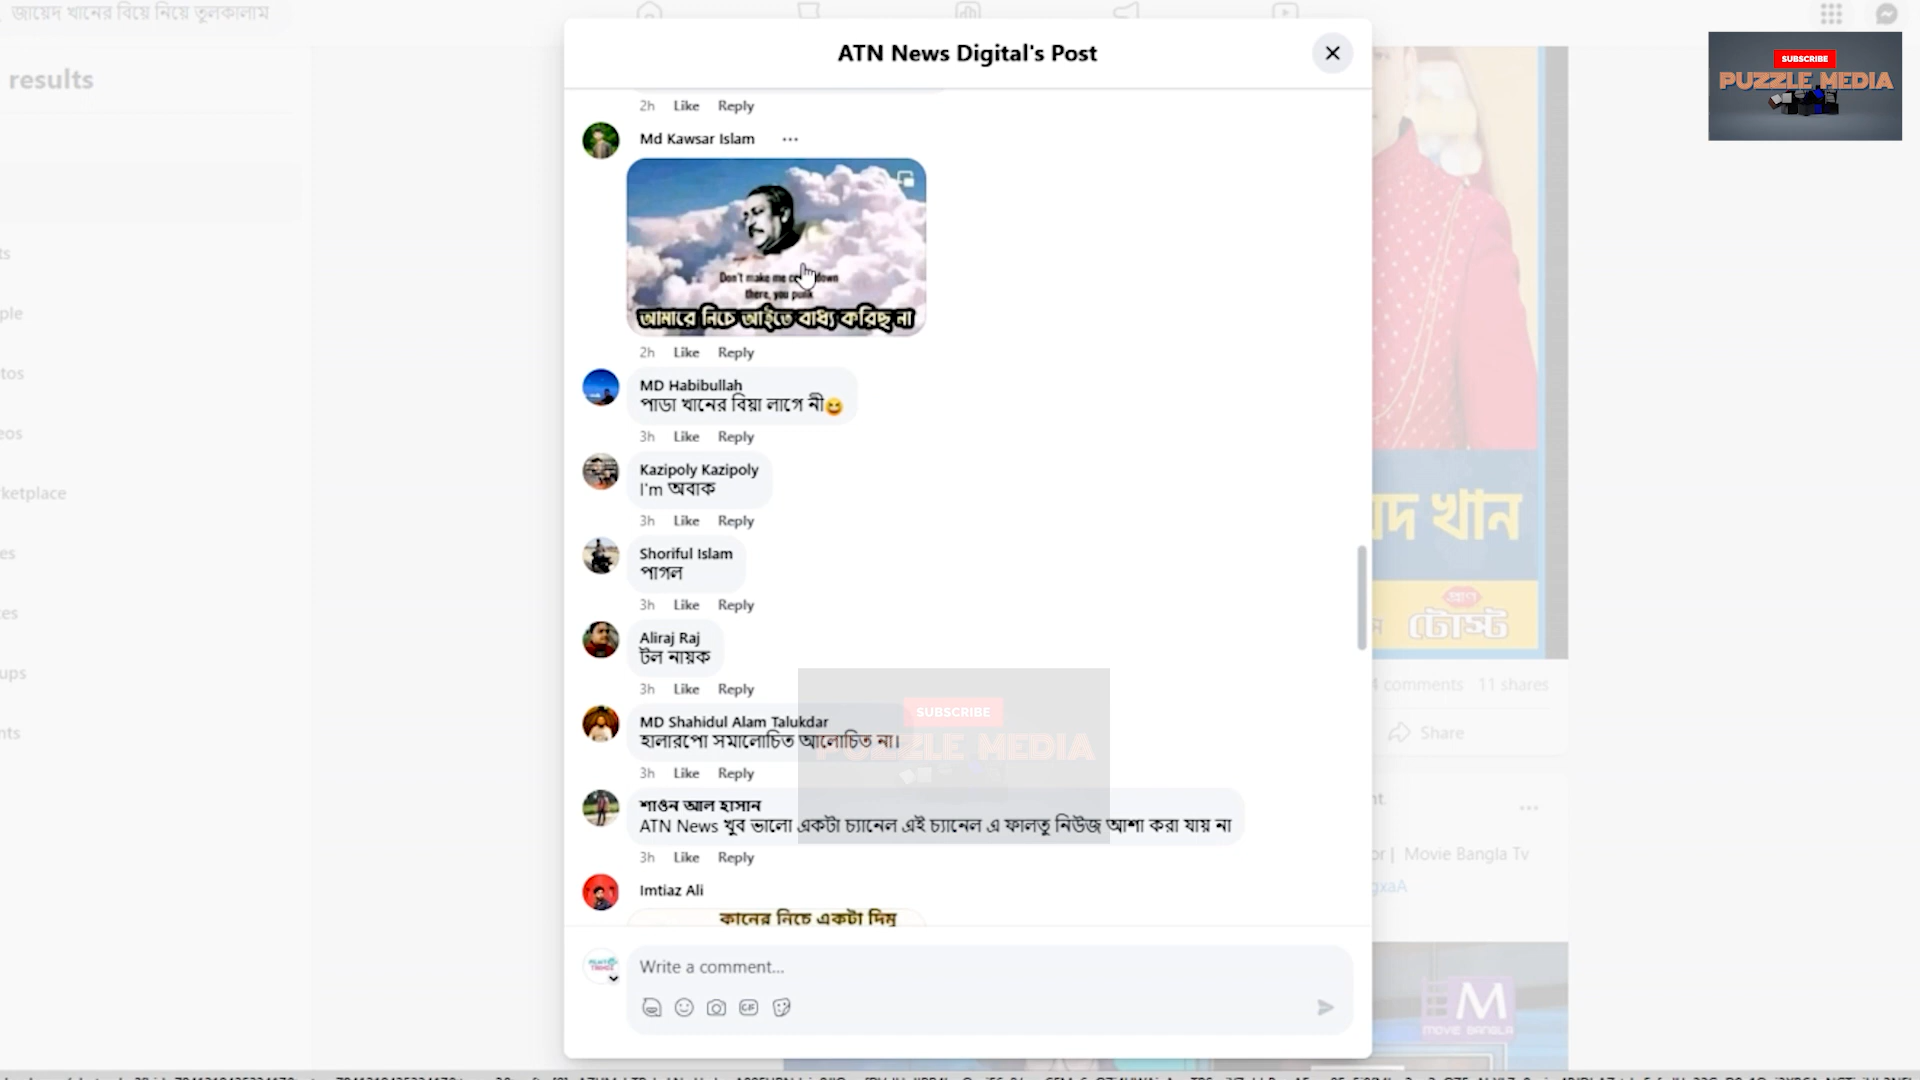 জায়েদ খানের বিয়ে নিয়ে তুলকালাম
results
ATN News Digital's Post
SUBSCRIBE
PUZZLE MEDIA
2h Like Reply
Md Kawsar Islam
Don't make me come down
there, you punk
আমারে নিচে আইতে বাধ্য করিছ না
2h Like Reply
MD Habibullah
পাডা খানের বিয়া লাগে নী😆
3h Like Reply
Kazipoly Kazipoly
I'm অবাক
3h Like Reply
Shoriful Islam
পাগল
3h Like Reply
Aliraj Raj
টল নায়ক
3h Like Reply
MD Shahidul Alam Talukdar
হালারপো সমালোচিত আলোচিত না।
3h Like Reply
শাওন আল হাসান
ATN News খুব ভালো একটা চ্যানেল এই চ্যানেল এ ফালতু নিউজ আশা করা যায় না
3h Like Reply
Imtiaz Ali
কানের নিচে একটা দিমু
Write a comment...
GIF
SUBSCRIBE
PUZZLE MEDIA
খান
প্রাণ
টোস্ট
comments 11 shares
Share
Movie Bangla Tv
M
MOVIE BANGLA